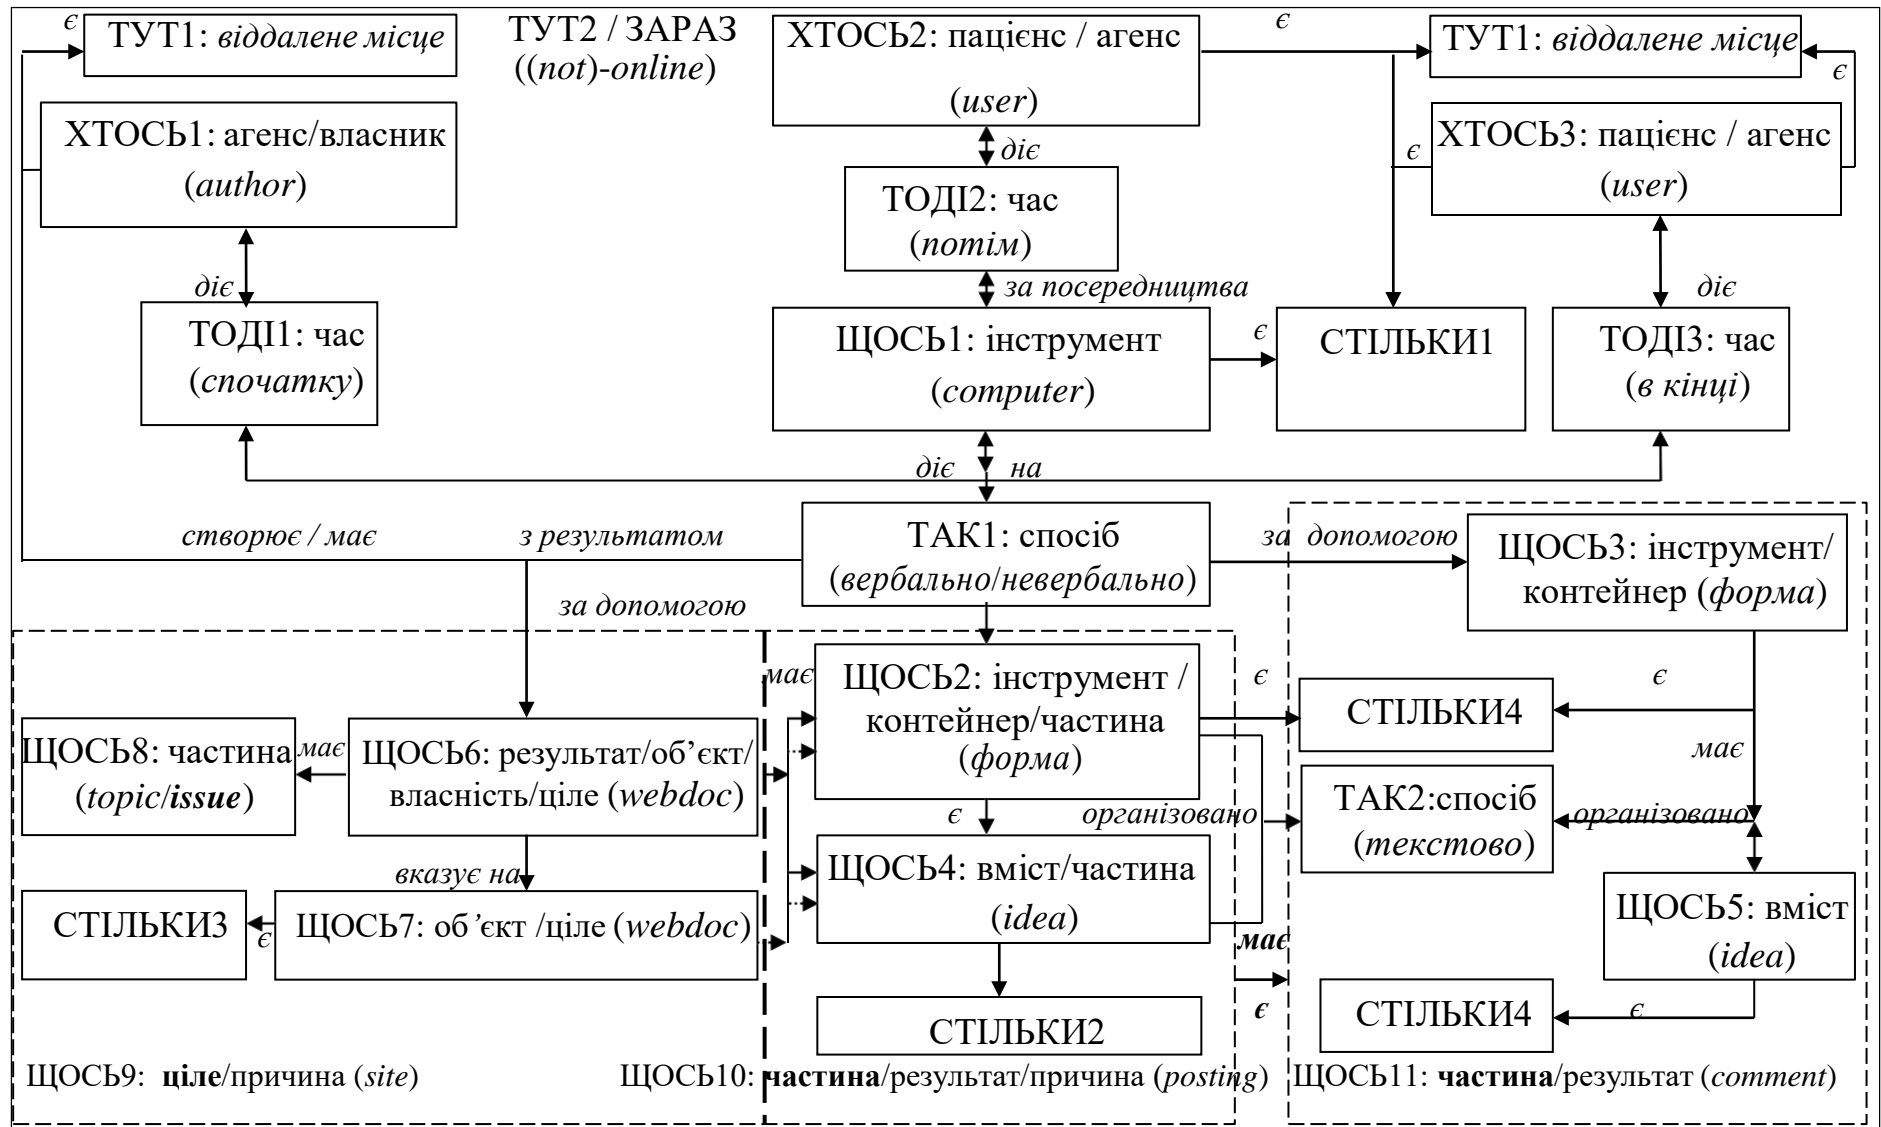 є
ТУТ1: віддалене місце
ТУТ2 / ЗАРАЗ
((not)-online)
ХТОСЬ2: пацієнс / агенс
(user)
є
ТУТ1: віддалене місце
є
ХТОСЬ1: агенс/власник
(author)
діє
ХТОСЬ3: пацієнс / агенс
(user)
є
ТОДІ2: час
(потім)
діє
за посередництва
діє
ТОДІ1: час
(спочатку)
ЩОСЬ1: інструмент
(computer)
є
СТІЛЬКИ1
ТОДІ3: час
(в кінці)
діє на
створює / має
з результатом
ТАК1: спосіб
(вербально/невербально)
за допомогою
ЩОСЬ3: інструмент/
контейнер (форма)
за допомогою
має
ЩОСЬ2: інструмент /
контейнер/частина
(форма)
є
СТІЛЬКИ4
є
має
ЩОСЬ8: частина
(topic/issue)
має
ЩОСЬ6: результат/об’єкт/
власність/ціле (webdoc)
є
організовано
ТАК2:спосіб
(текстово)
організовано
вказує на
ЩОСЬ4: вміст/частина
(idea)
СТІЛЬКИ3
є
ЩОСЬ7: об’єкт /ціле (webdoc)
ЩОСЬ5: вміст
(idea)
має
є
СТІЛЬКИ2
СТІЛЬКИ4
є
ЩОСЬ9: ціле/причина (site)
ЩОСЬ10: частина/результат/причина (posting)
ЩОСЬ11: частина/результат (comment)